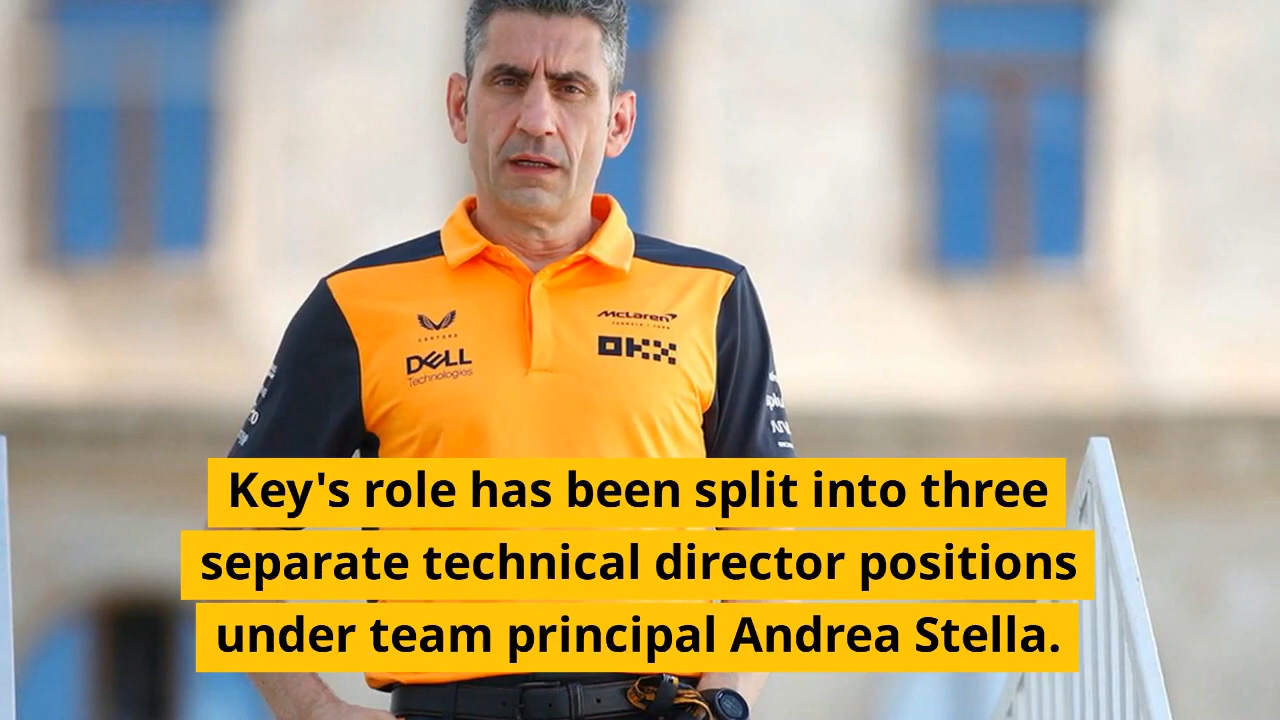 McLaren
DELL
Technologies
OKX
Key's role has been split into three
separate technical director positions
under team principal Andrea Stella.